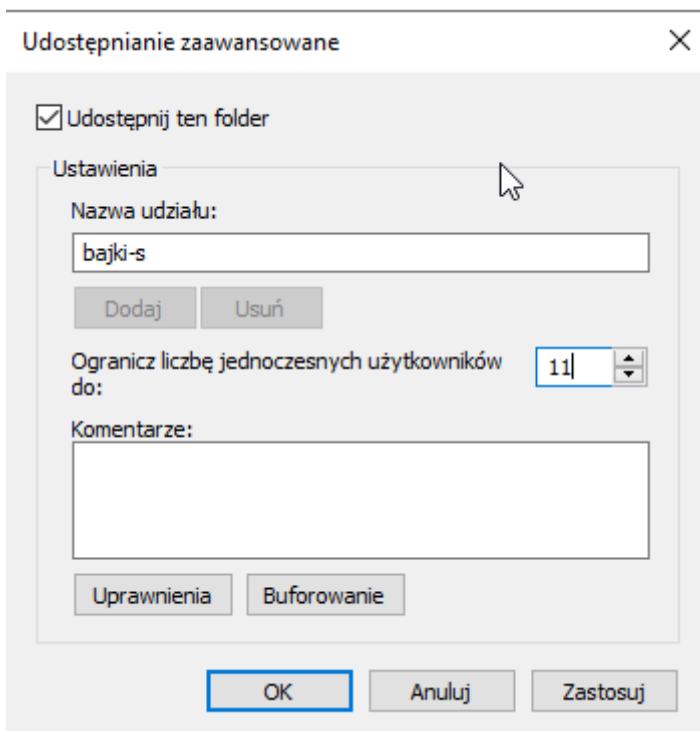 Udostępnianie zaawansowane
Udostępnij ten folder
Ustawienia
Nazwa udziału:
bajki-s
Dodaj
Usuń
Ogranicz liczbę jednoczesnych użytkowników
do:
11
Komentarze:
Uprawnienia
Buforowanie
OK
Anuluj
Zastosuj